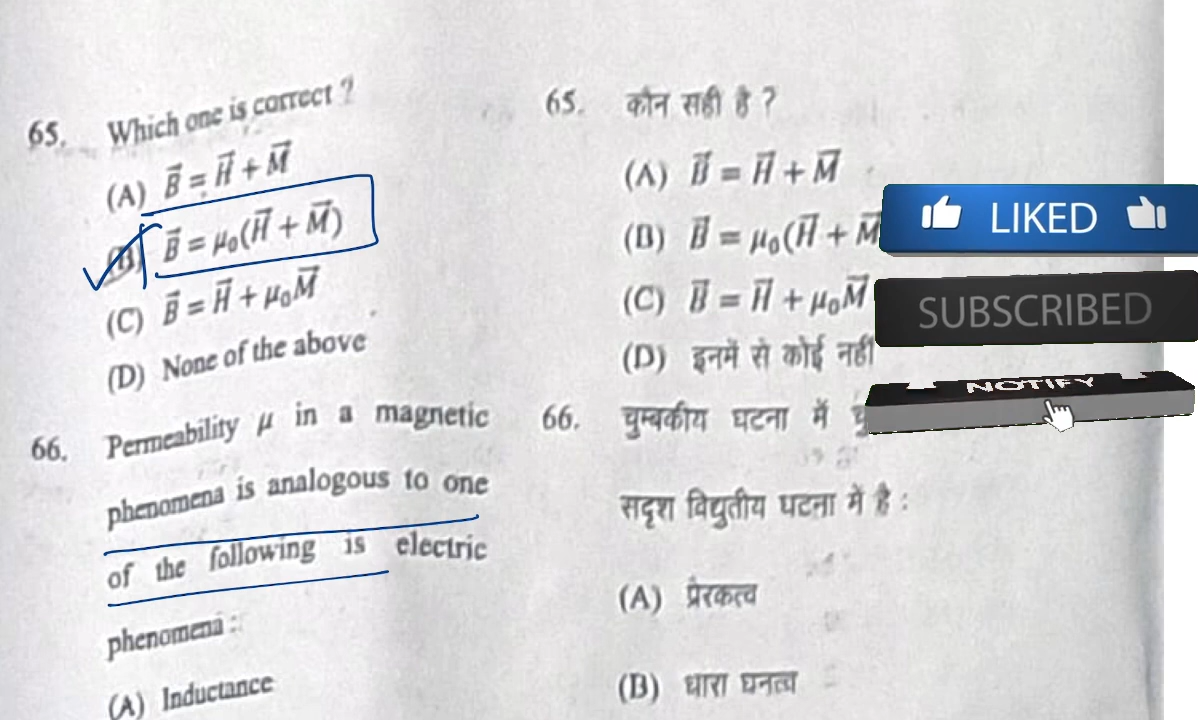 65. Which one is correct ?
(A) B⃗ = H⃗ + M⃗
(B) B⃗ = μ₀(H⃗ + M⃗)
(C) B⃗ = H⃗ + μ₀M⃗
(D) None of the above
66. Permeability μ in a magnetic
phenomena is analogous to one
of the following is electric
phenomena :
(A) Inductance
65. कौन सही है ?
(A) B⃗ = H⃗ + M⃗
(B) B⃗ = μ₀(H⃗ + M⃗
(C) B⃗ = H⃗ + μ₀M⃗
(D) इनमें से कोई नहीं
66. चुम्बकीय घटना में
सदृश विद्युतीय घटना में है :
(A) प्रेरकत्व
(B) धारा घनत्व
LIKED
SUBSCRIBED
NOTIFY